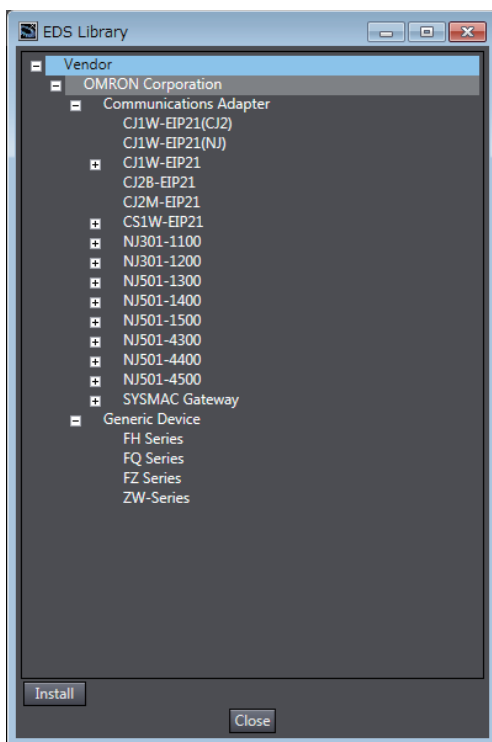 EDS Library
Vendor
OMRON Corporation
Communications Adapter
CJ1W-EIP21(CJ2)
CJ1W-EIP21(NJ)
CJ1W-EIP21
CJ2B-EIP21
CJ2M-EIP21
CS1W-EIP21
NJ301-1100
NJ301-1200
NJ501-1300
NJ501-1400
NJ501-1500
NJ501-4300
NJ501-4400
NJ501-4500
SYSMAC Gateway
Generic Device
FH Series
FQ Series
FZ Series
ZW-Series
Install
Close